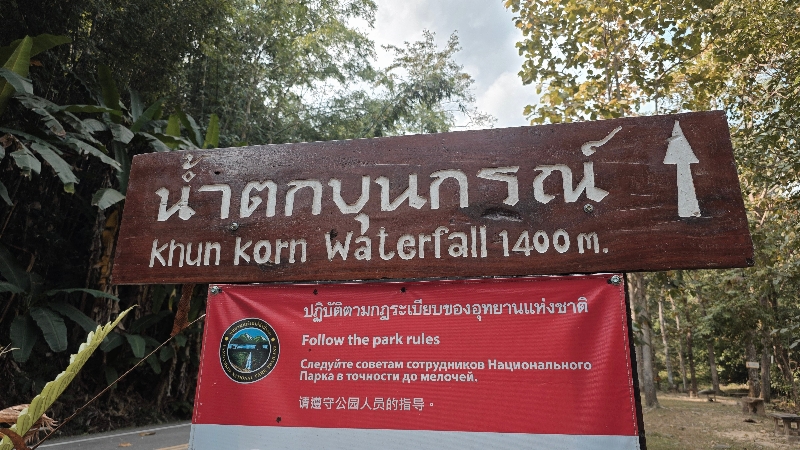 น้ำตกขุนกรณ์
Khun Korn Waterfall 1400 m.
ปฏิบัติตามกฎระเบียบของอุทยานแห่งชาติ
Follow the park rules
Следуйте советам сотрудников Национального
Парка в точности до мелочей.
请遵守公园人员的指导。